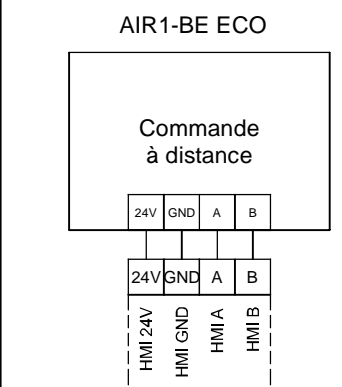 AIR1-BE ECO
Commande
à distance
24V GND A B
24V GND A B
HMI 24V
HMI GND
HMI A
HMI B